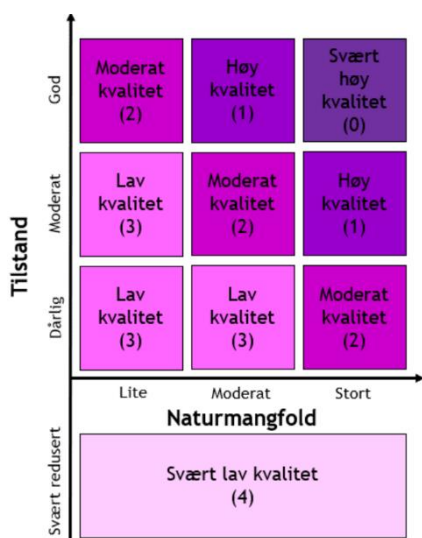 Tilstand
God
Moderat
kvalitet
(2)
Høy
kvalitet
(1)
Svært
høy
kvalitet
(0)
Moderat
Lav
kvalitet
(3)
Moderat
kvalitet
(2)
Høy
kvalitet
(1)
Dårlig
Lav
kvalitet
(3)
Lav
kvalitet
(3)
Moderat
kvalitet
(2)
Lite
Moderat
Stort
Naturmangfold
Svært redusert
Svært lav kvalitet
(4)